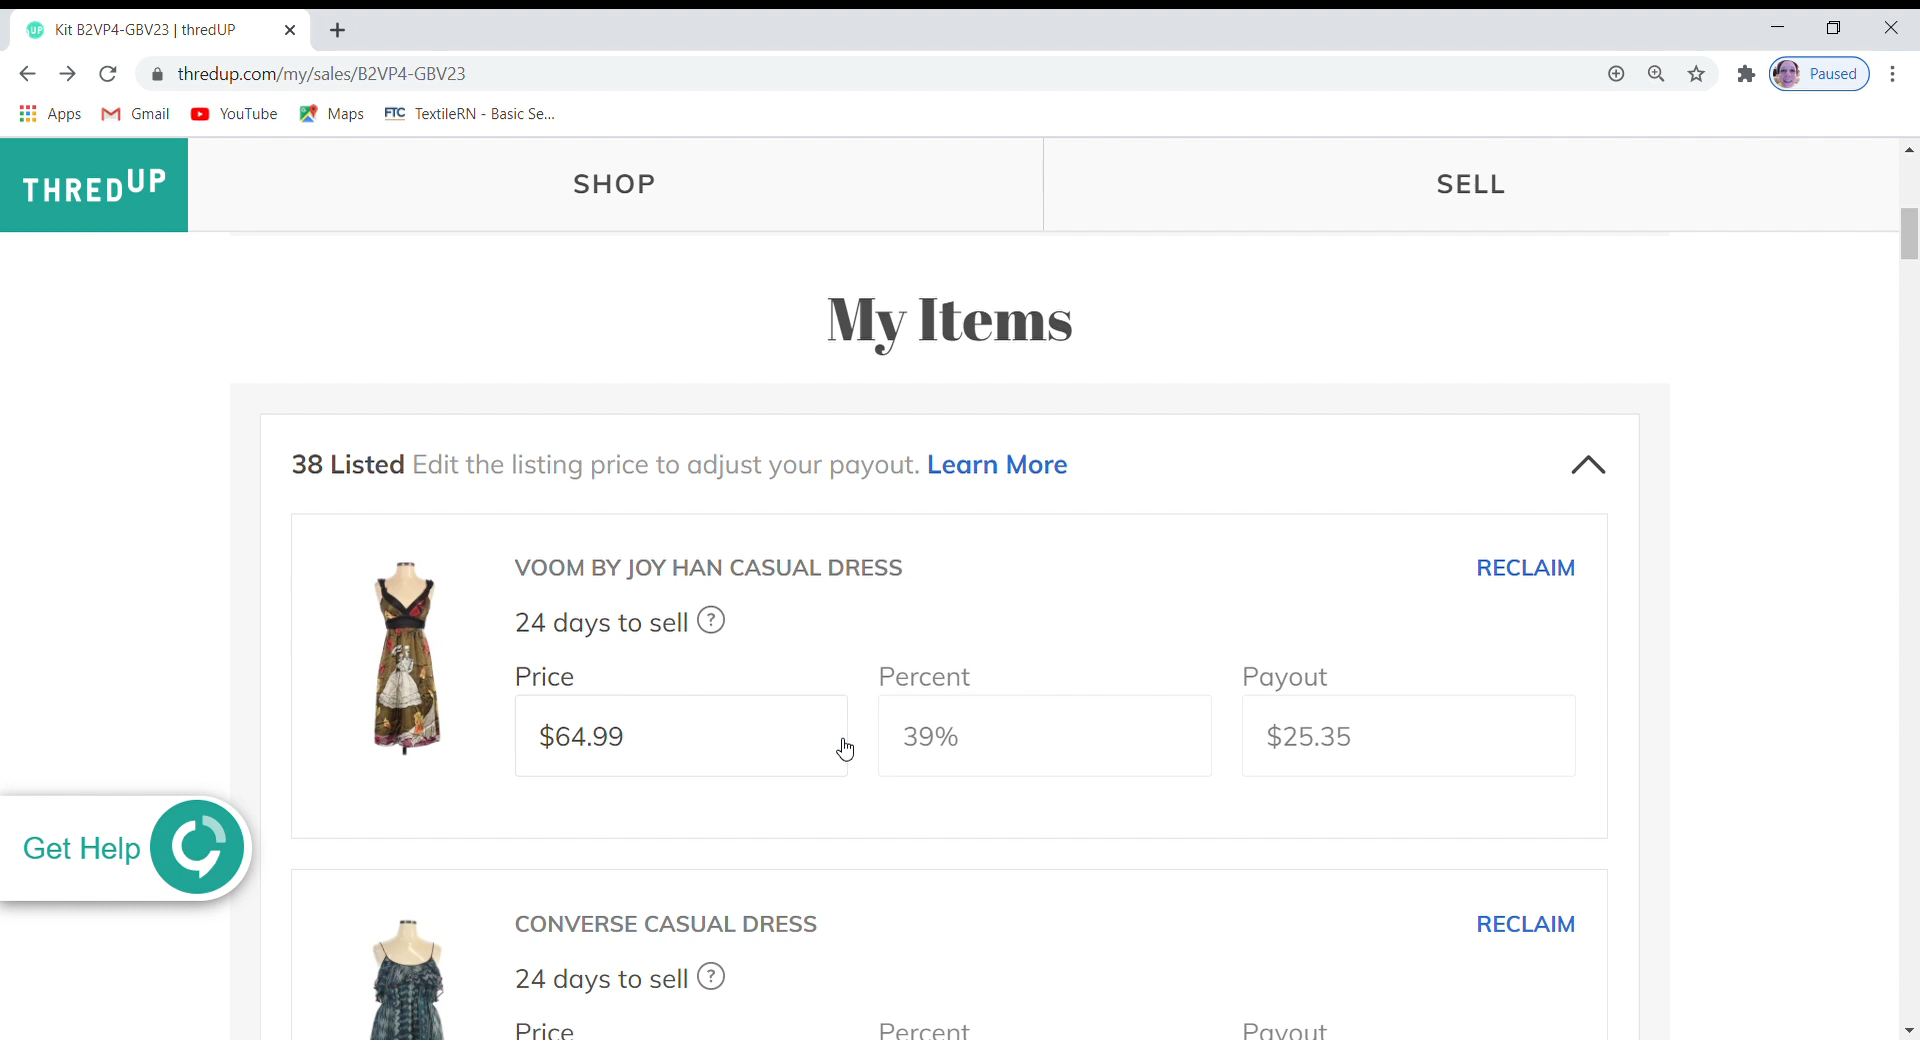 UP Kit B2VP4-GBV23 | thredUP
thredup.com/my/sales/B2VP4-GBV23
Paused
Apps Gmail YouTube Maps FTC TextileRN - Basic Se...
THREDUP SHOP SELL
My Items
38 Listed Edit the listing price to adjust your payout. Learn More
VOOM BY JOY HAN CASUAL DRESS RECLAIM
24 days to sell ?
Price Percent Payout
$64.99 39% $25.35
Get Help
CONVERSE CASUAL DRESS RECLAIM
24 days to sell ?
Price Percent Payout